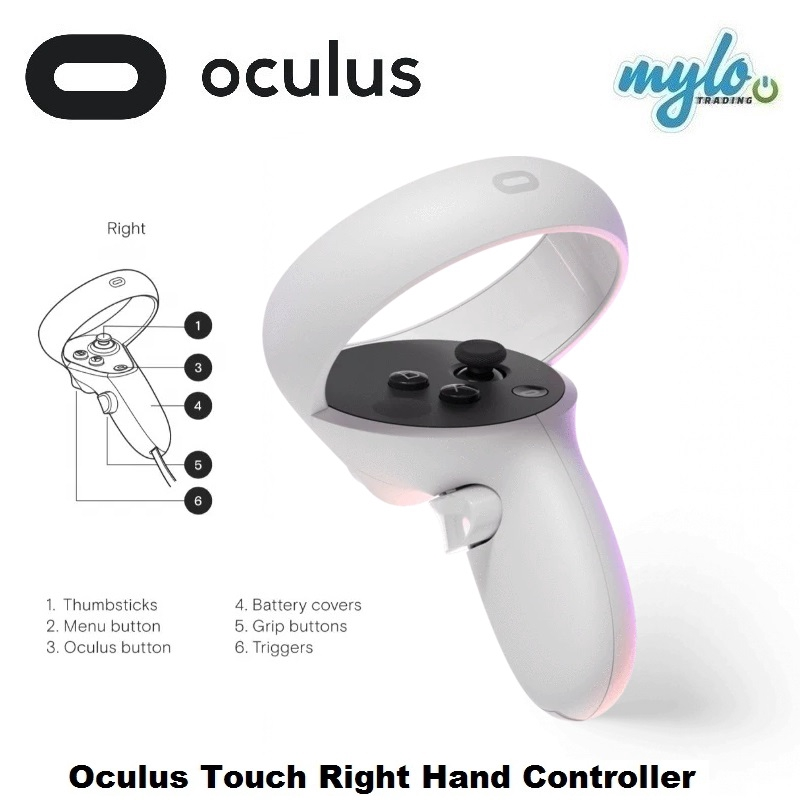 oculus
mylo
TRADING
Right
1
3
4
5
6
1. Thumbsticks
2. Menu button
3. Oculus button
4. Battery covers
5. Grip buttons
6. Triggers
Oculus Touch Right Hand Controller